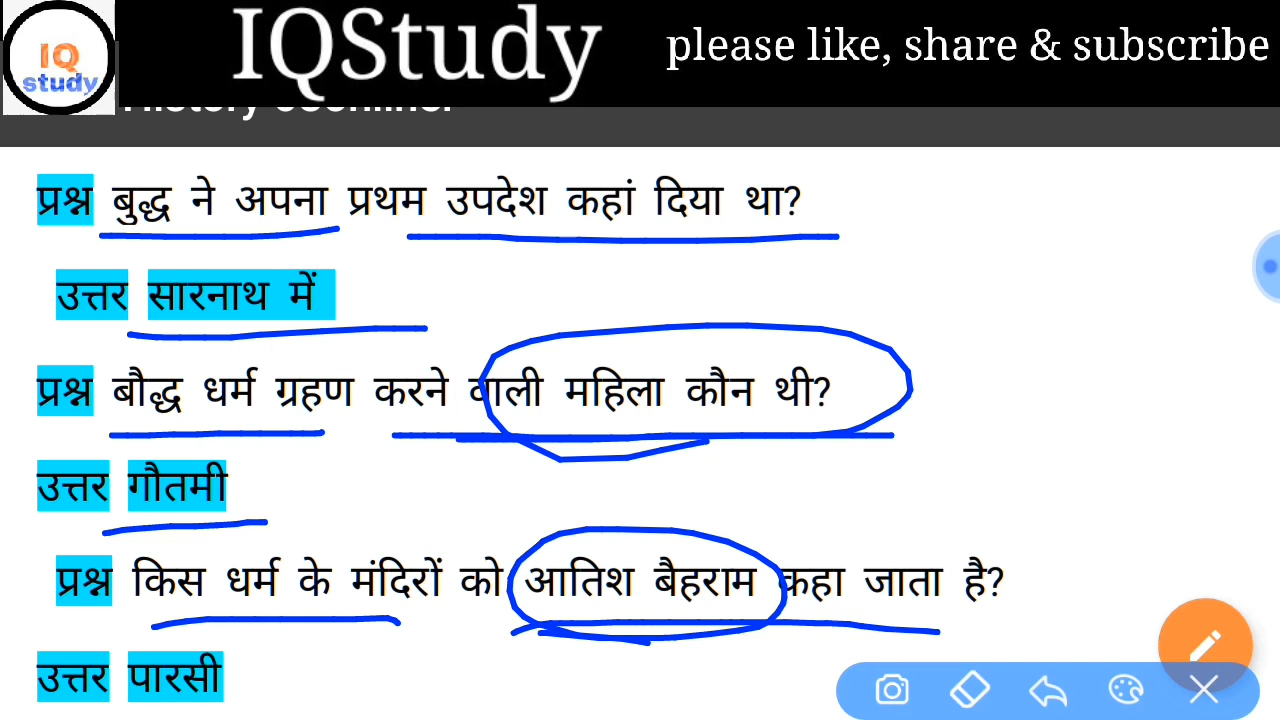 IQ
study
IQStudy
please like, share & subscribe
प्रश्न बुद्ध ने अपना प्रथम उपदेश कहां दिया था?
उत्तर सारनाथ में
प्रश्न बौद्ध धर्म ग्रहण करने वाली महिला कौन थी?
उत्तर गौतमी
प्रश्न किस धर्म के मंदिरों को आतिश बैहराम कहा जाता है?
उत्तर पारसी